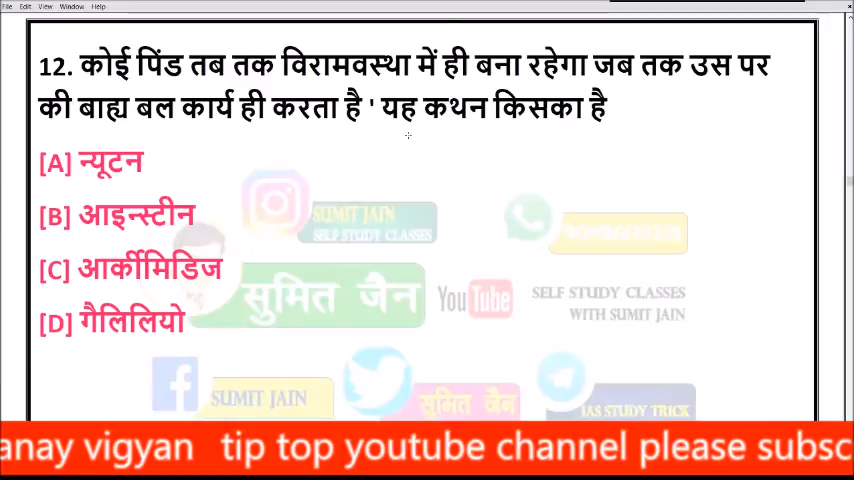 File Edit View Window Help
12. कोई पिंड तब तक विरामवस्था में ही बना रहेगा जब तक उस पर
की बाह्य बल कार्य ही करता है ' यह कथन किसका है
[A] न्यूटन
[B] आइन्स्टीन
[C] आर्कीमिडिज
[D] गैलिलियो
SUMIT JAIN
SELF STUDY CLASSES
सुमित जैन
YouTube
SELF STUDY CLASSES
WITH SUMIT JAIN
SUMIT JAIN
सुमित जैन
IAS STUDY TRICK
anay vigyan tip top youtube channel please subsc